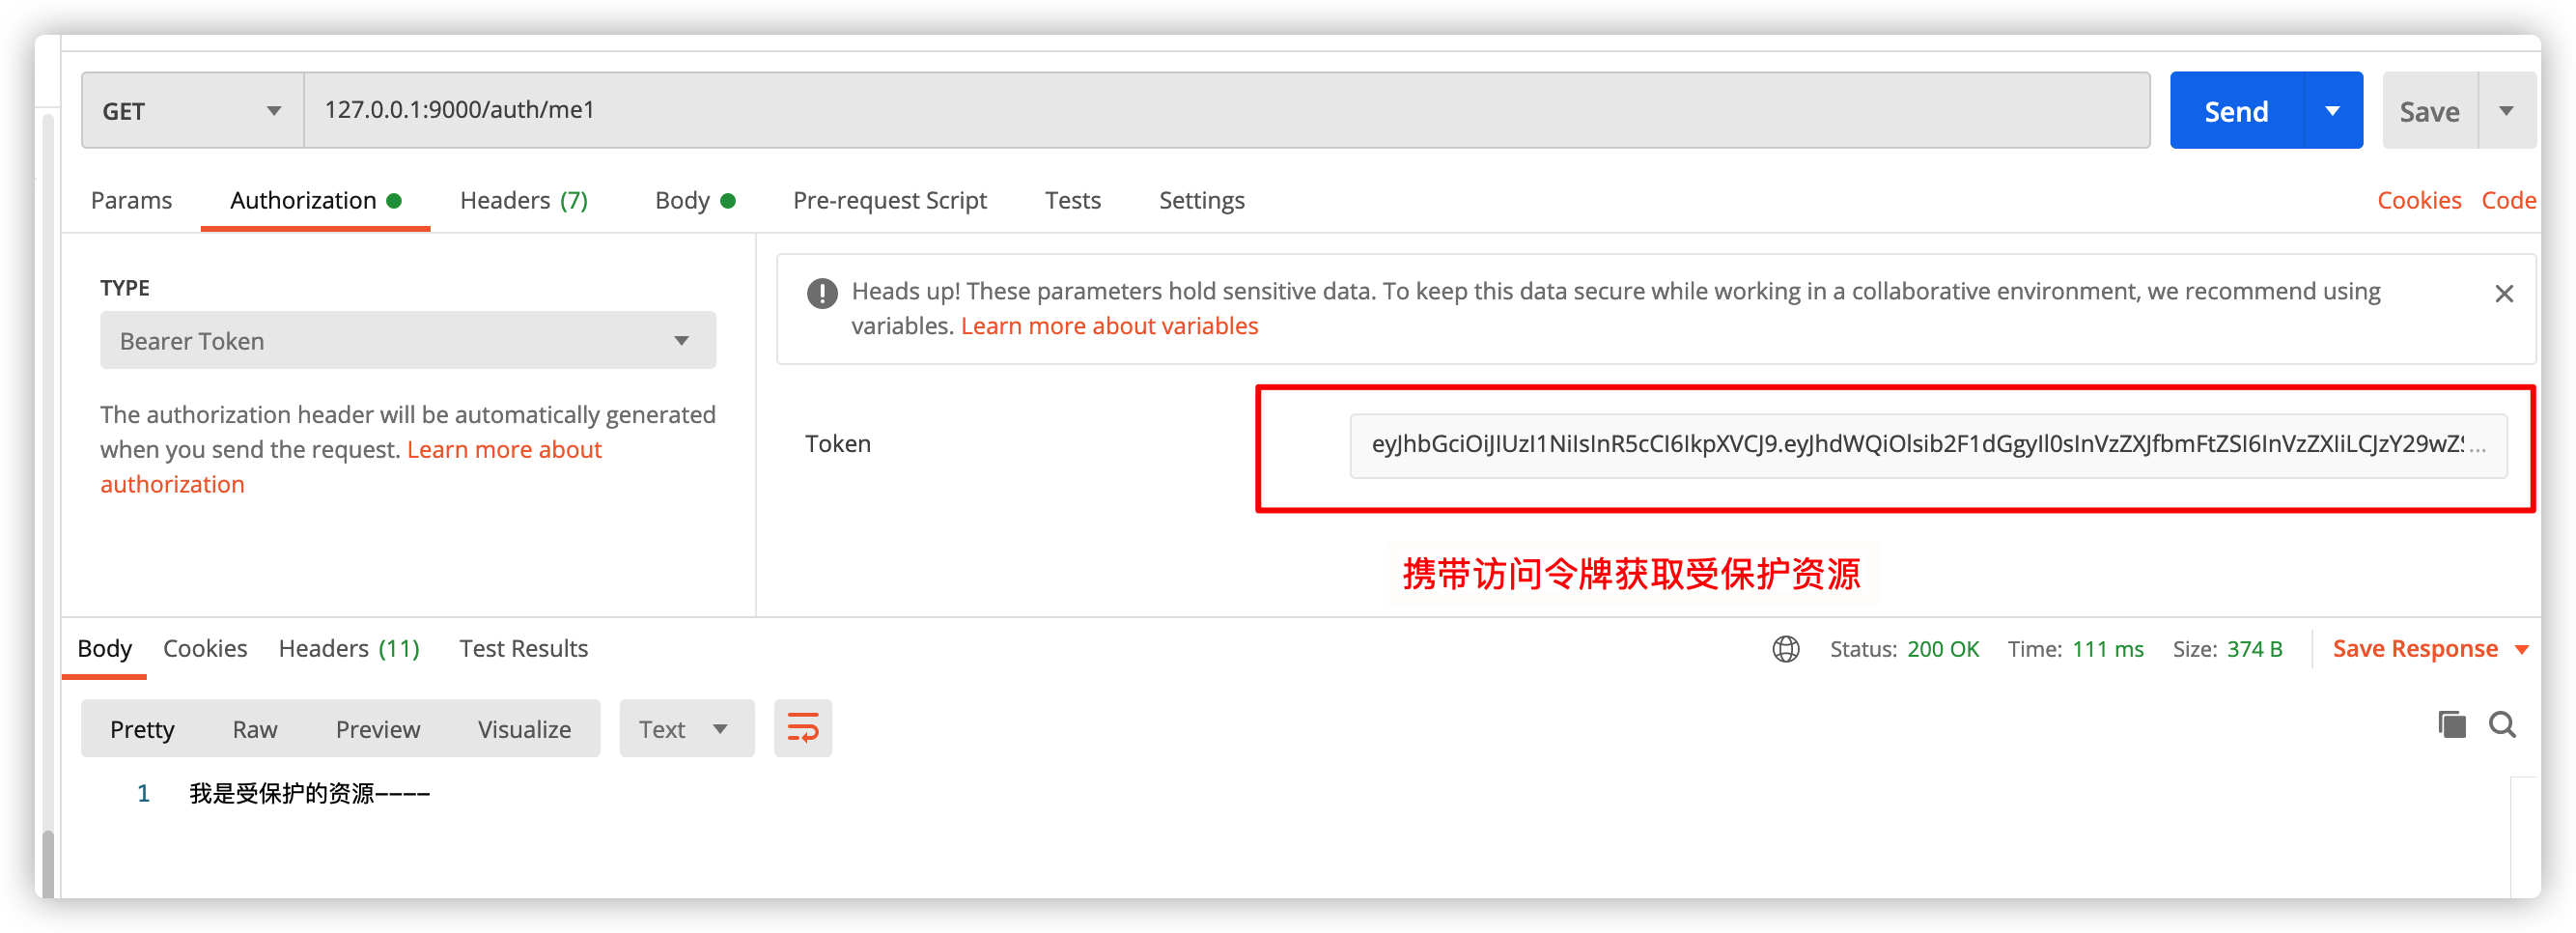 GET 127.0.0.1:9000/auth/me1 Send Save
Params Authorization Headers (7) Body Pre-request Script Tests Settings Cookies Code
TYPE
Bearer Token
The authorization header will be automatically generated
when you send the request. Learn more about
authorization
Heads up! These parameters hold sensitive data. To keep this data secure while working in a collaborative environment, we recommend using
variables. Learn more about variables
Token eyJhbGciOiJIUzI1NiIsInR5cCI6IkpXVCJ9.eyJhdWQiOlsib2F1dGgyIl0sInVzZXJfbmFtZSI6InVzZXIiLCJzY29wZS...
携带访问令牌获取受保护资源
Body Cookies Headers (11) Test Results Status: 200 OK Time: 111 ms Size: 374 B Save Response
Pretty Raw Preview Visualize Text
1 我是受保护的资源----